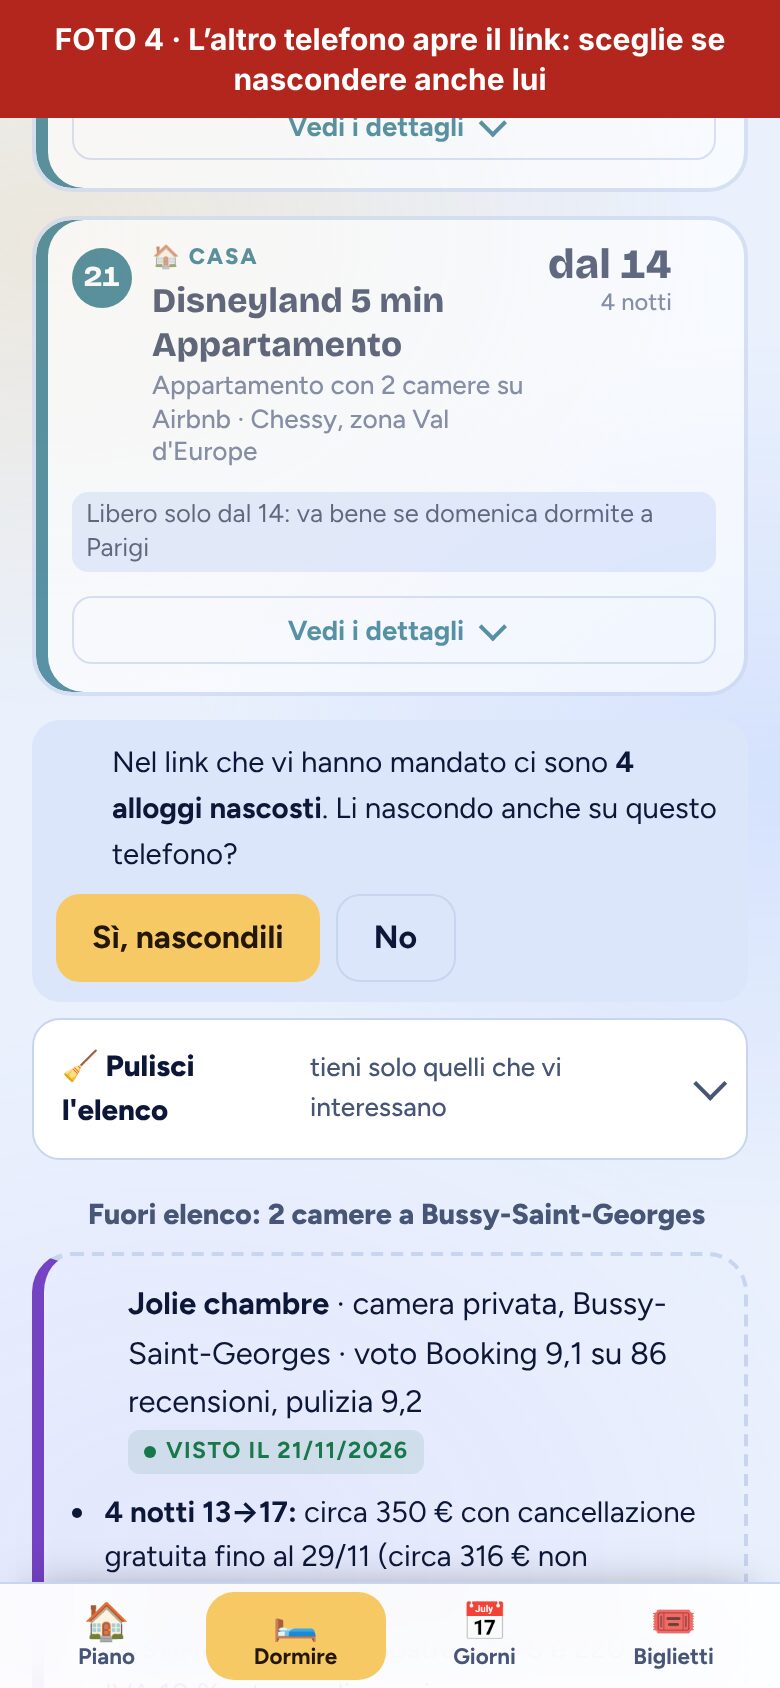 FOTO 4 · L’altro telefono apre il link: sceglie se
nascondere anche lui
Vedi i dettagli
21
CASA
Disneyland 5 min
Appartamento
Appartamento con 2 camere su
Airbnb · Chessy, zona Val
d'Europe
dal 14
4 notti
Libero solo dal 14: va bene se domenica dormite a
Parigi
Vedi i dettagli
Nel link che vi hanno mandato ci sono 4
alloggi nascosti. Li nascondo anche su questo
telefono?
Sì, nascondili
No
Pulisci
l'elenco
tieni solo quelli che vi
interessano
Fuori elenco: 2 camere a Bussy-Saint-Georges
Jolie chambre · camera privata, Bussy-
Saint-Georges · voto Booking 9,1 su 86
recensioni, pulizia 9,2
● VISTO IL 21/11/2026
• 4 notti 13→17: circa 350 € con cancellazione
gratuita fino al 29/11 (circa 316 € non
July
17
Piano
Dormire
Giorni
Biglietti